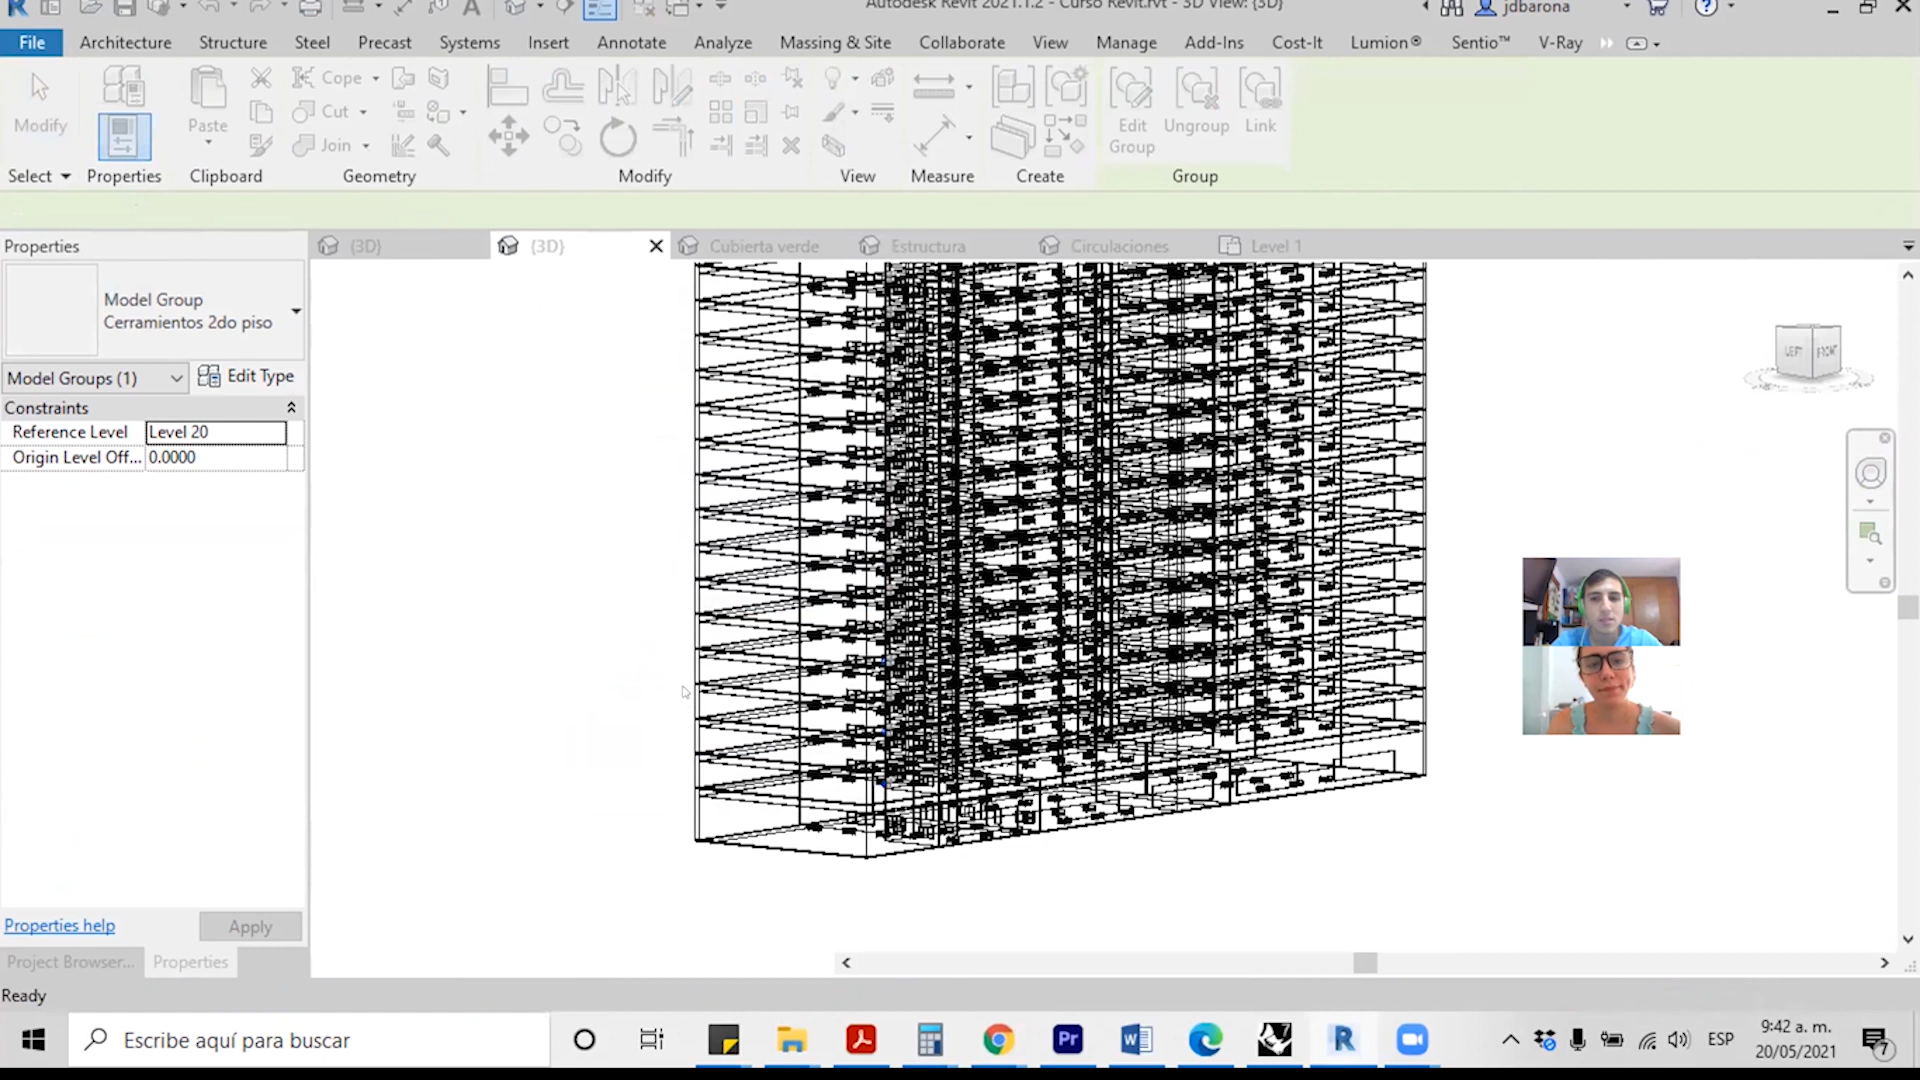 Autodesk Revit 2021.1.2 - Curso Revit.rvt - 3D View: {3D}
jdbarona
File
Architecture
Structure
Steel
Precast
Systems
Insert
Annotate
Analyze
Massing & Site
Collaborate
View
Manage
Add-Ins
Cost-It
Lumion®
Sentio™
V-Ray
Modify
Paste
Cope
Cut
Join
Edit
Group
Ungroup
Link
Select
Properties
Clipboard
Geometry
Modify
View
Measure
Create
Group
Properties
{3D}
{3D}
Cubierta verde
Estructura
Circulaciones
Level 1
Model Group
Cerramientos 2do piso
Model Groups (1)
Edit Type
Constraints
Reference Level
Level 20
Origin Level Off...
0.0000
LEFT
FRONT
Properties help
Apply
Project Browser...
Properties
Ready
Escribe aquí para buscar
Pr
ESP
9:42 a. m.
20/05/2021
7